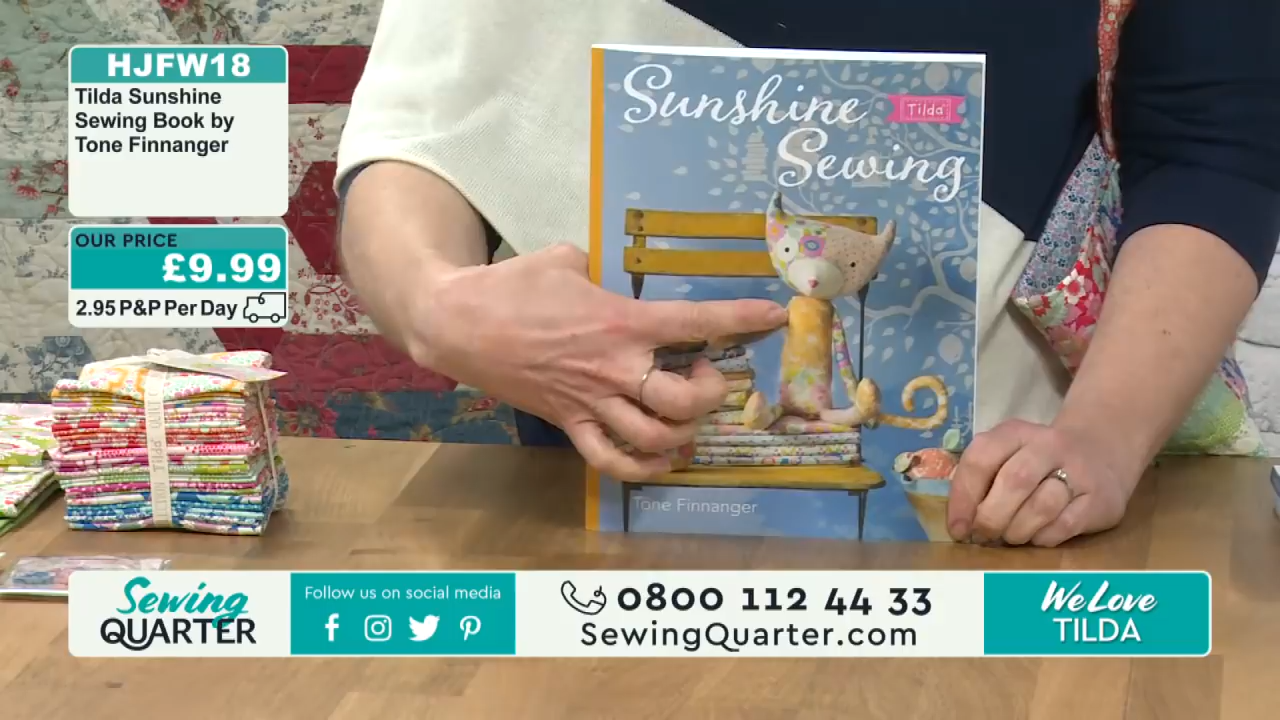 HJFW18
Tilda Sunshine
Sewing Book by
Tone Finnanger
OUR PRICE
£9.99
2.95 P&P Per Day
Sunshine
Tilda
Sewing
Tone Finnanger
Tilda
Sewing
QUARTER
Follow us on social media
0800 112 44 33
SewingQuarter.com
We Love
TILDA